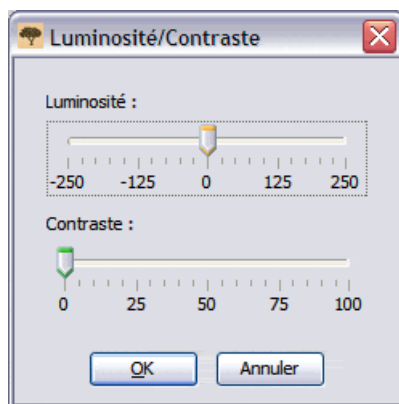 Luminosité/Contraste
Luminosité :
-250 -125 0 125 250
Contraste :
0 25 50 75 100
OK Annuler